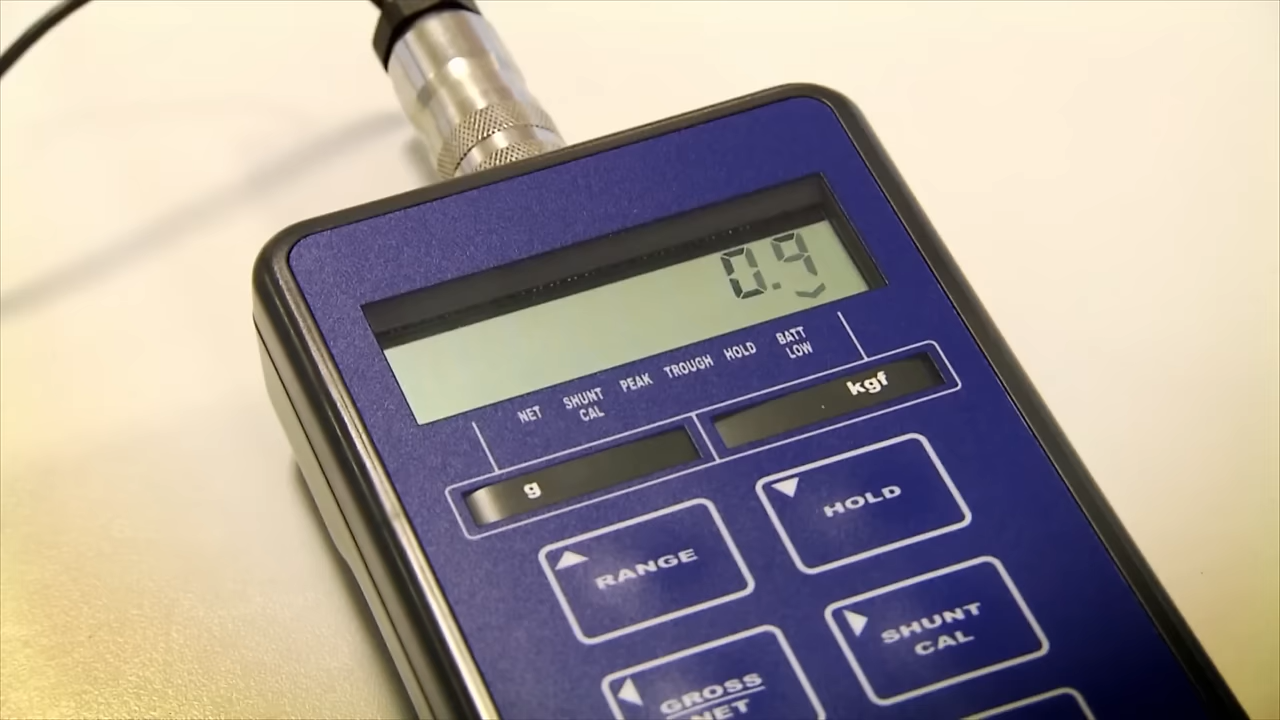 0.9
NET
SHUNT
CAL
PEAK
TROUGH
HOLD
BATT
LOW
g
kgf
RANGE
HOLD
GROSS
NET
SHUNT
CAL